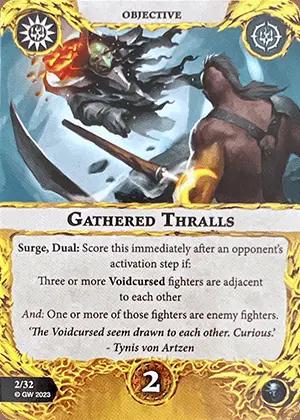 OBJECTIVE
GATHERED THRALLS
Surge, Dual: Score this immediately after an opponent's
activation step if:
Three or more Voidcursed fighters are adjacent
to each other
And: One or more of those fighters are enemy fighters.
'The Voidcursed seem drawn to each other. Curious.'
- Tynis von Artzen
2/32
© GW 2023
2